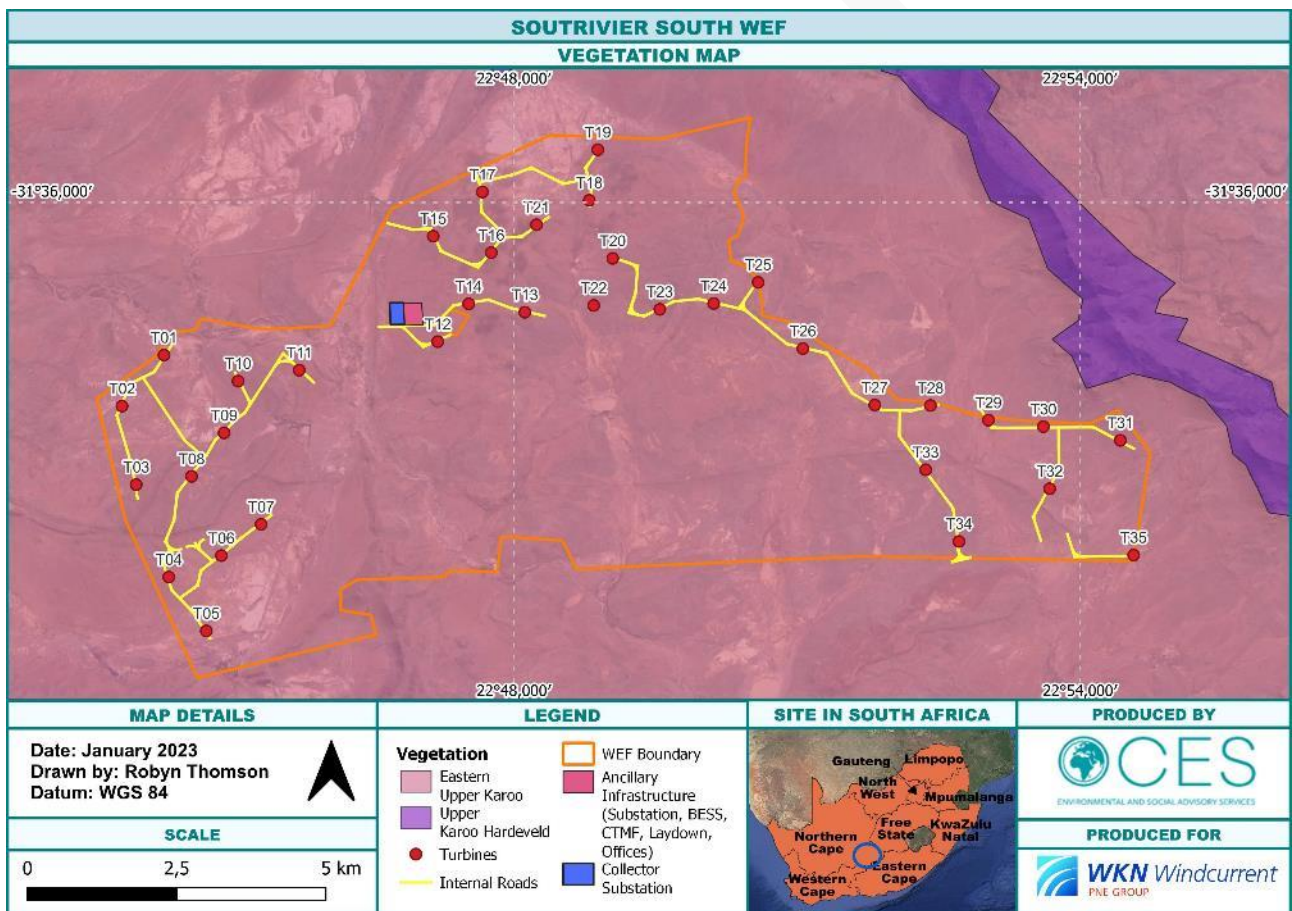 SOUTRIVIER SOUTH WEF
VEGETATION MAP
22°48,000'
22°54,000'
-31°36,000'
-31°36,000'
T19
T17
T18
T15
T21
T16
T20
T25
T14
T13
T22
T23
T24
T12
T26
T01
T10
T11
T02
T27
T28
T29
T30
T31
T09
T08
T03
T33
T32
T07
T06
T34
T35
T04
T05
22°48,000'
22°54,000'
MAP DETAILS
Date: January 2023
Drawn by: Robyn Thomson
Datum: WGS 84
SCALE
0 2,5 5 km
LEGEND
Vegetation
Eastern
Upper Karoo
Upper
Karoo Hardeveld
Turbines
Internal Roads
WEF Boundary
Ancillary
Infrastructure
(Substation, BESS,
CTMF, Laydown,
Offices)
Collector
Substation
SITE IN SOUTH AFRICA
Limpopo
Gauteng
North
West
Mpumalanga
Free
State
KwaZulu
Natal
Northern
Cape
Eastern
Cape
Western
Cape
PRODUCED BY
CES
ENVIRONMENTAL AND SOCIAL ADVISORY SERVICES
PRODUCED FOR
WKN Windcurrent
PNE GROUP